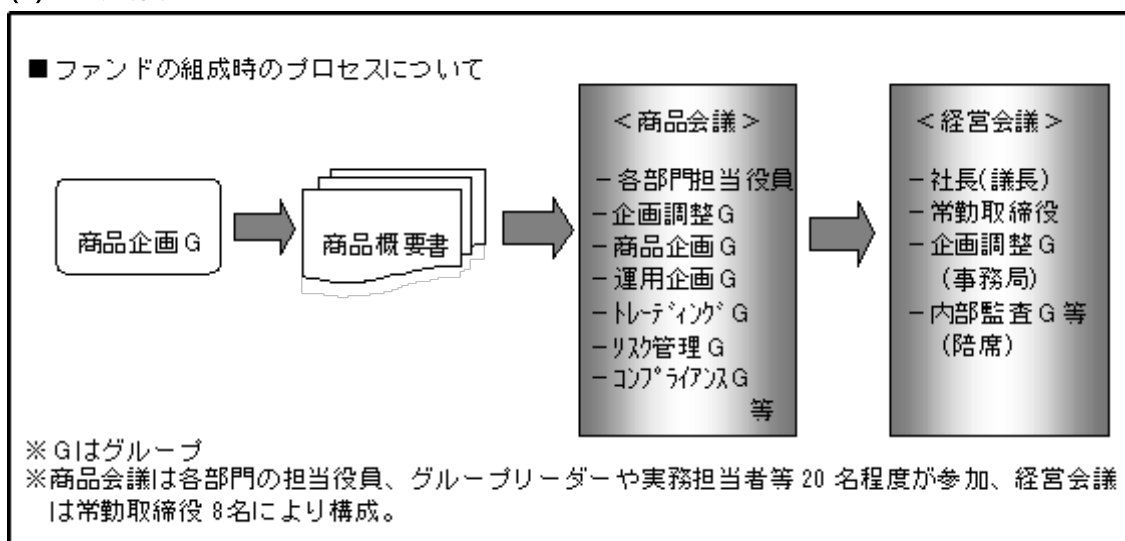 ■ファンドの組成時のプロセスについて
商品企画G
商品概要書
＜商品会議＞
－各部門担当役員
－企画調整G
－商品企画G
－運用企画G
－ﾄﾚｰﾃﾞｨﾝｸﾞG
－ﾘｽｸ管理G
－ｺﾝﾌﾟﾗｲｱﾝｽG
等
＜経営会議＞
－社長(議長)
－常勤取締役
－企画調整G
(事務局)
－内部監査G等
(陪席)
※Gはグループ
※商品会議は各部門の担当役員、グループリーダーや実務担当者等20名程度が参加、経営会議
は常勤取締役8名により構成。